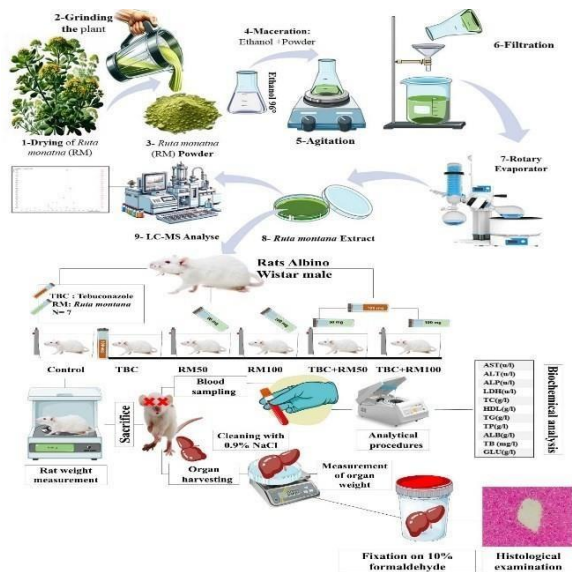 2-Grinding
the plant
4-Maceration:
Ethanol +Powder
6-Filtration
Ethanol 96°
1-Drying of Ruta
monatna (RM)
3- Ruta monatna
(RM) Powder
5-Agitation
7-Rotary
Evaporator
9- LC-MS Analyse
8- Ruta montana Extract
Rats Albino
Wistar male
TBC : Tebuconazole
RM: Ruta montana
N= 7
Control
TBC
RM50
RM100
TBC+RM50
TBC+RM100
Blood
sampling
Sacrifice
Cleaning with
0.9% NaCl
Analytical
procedures
AST(u/l)
ALT(u/l)
ALP(u/l)
LDH(u/l)
TC(g/l)
HDL(g/l)
TG(g/l)
TP(g/l)
ALB(g/l)
TB (mg/l)
GLU(g/l)
Biochemical analysis
Rat weight
measurement
Organ
harvesting
Measurement
of organ
weight
Fixation on 10%
formaldehyde
Histological
examination